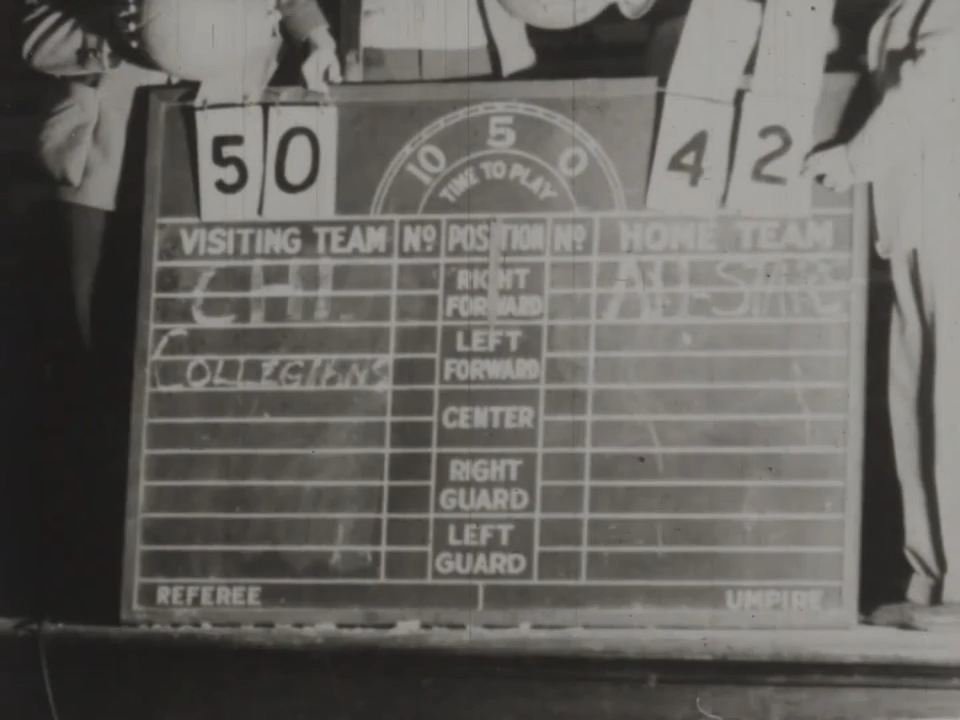 50
42
10 5 0
TIME TO PLAY
VISITING TEAM Nº POSITION Nº HOME TEAM
CHI. RIGHT FORWARD ALL-STARS
COLLEGIANS LEFT FORWARD
CENTER
RIGHT GUARD
LEFT GUARD
REFEREE UMPIRE